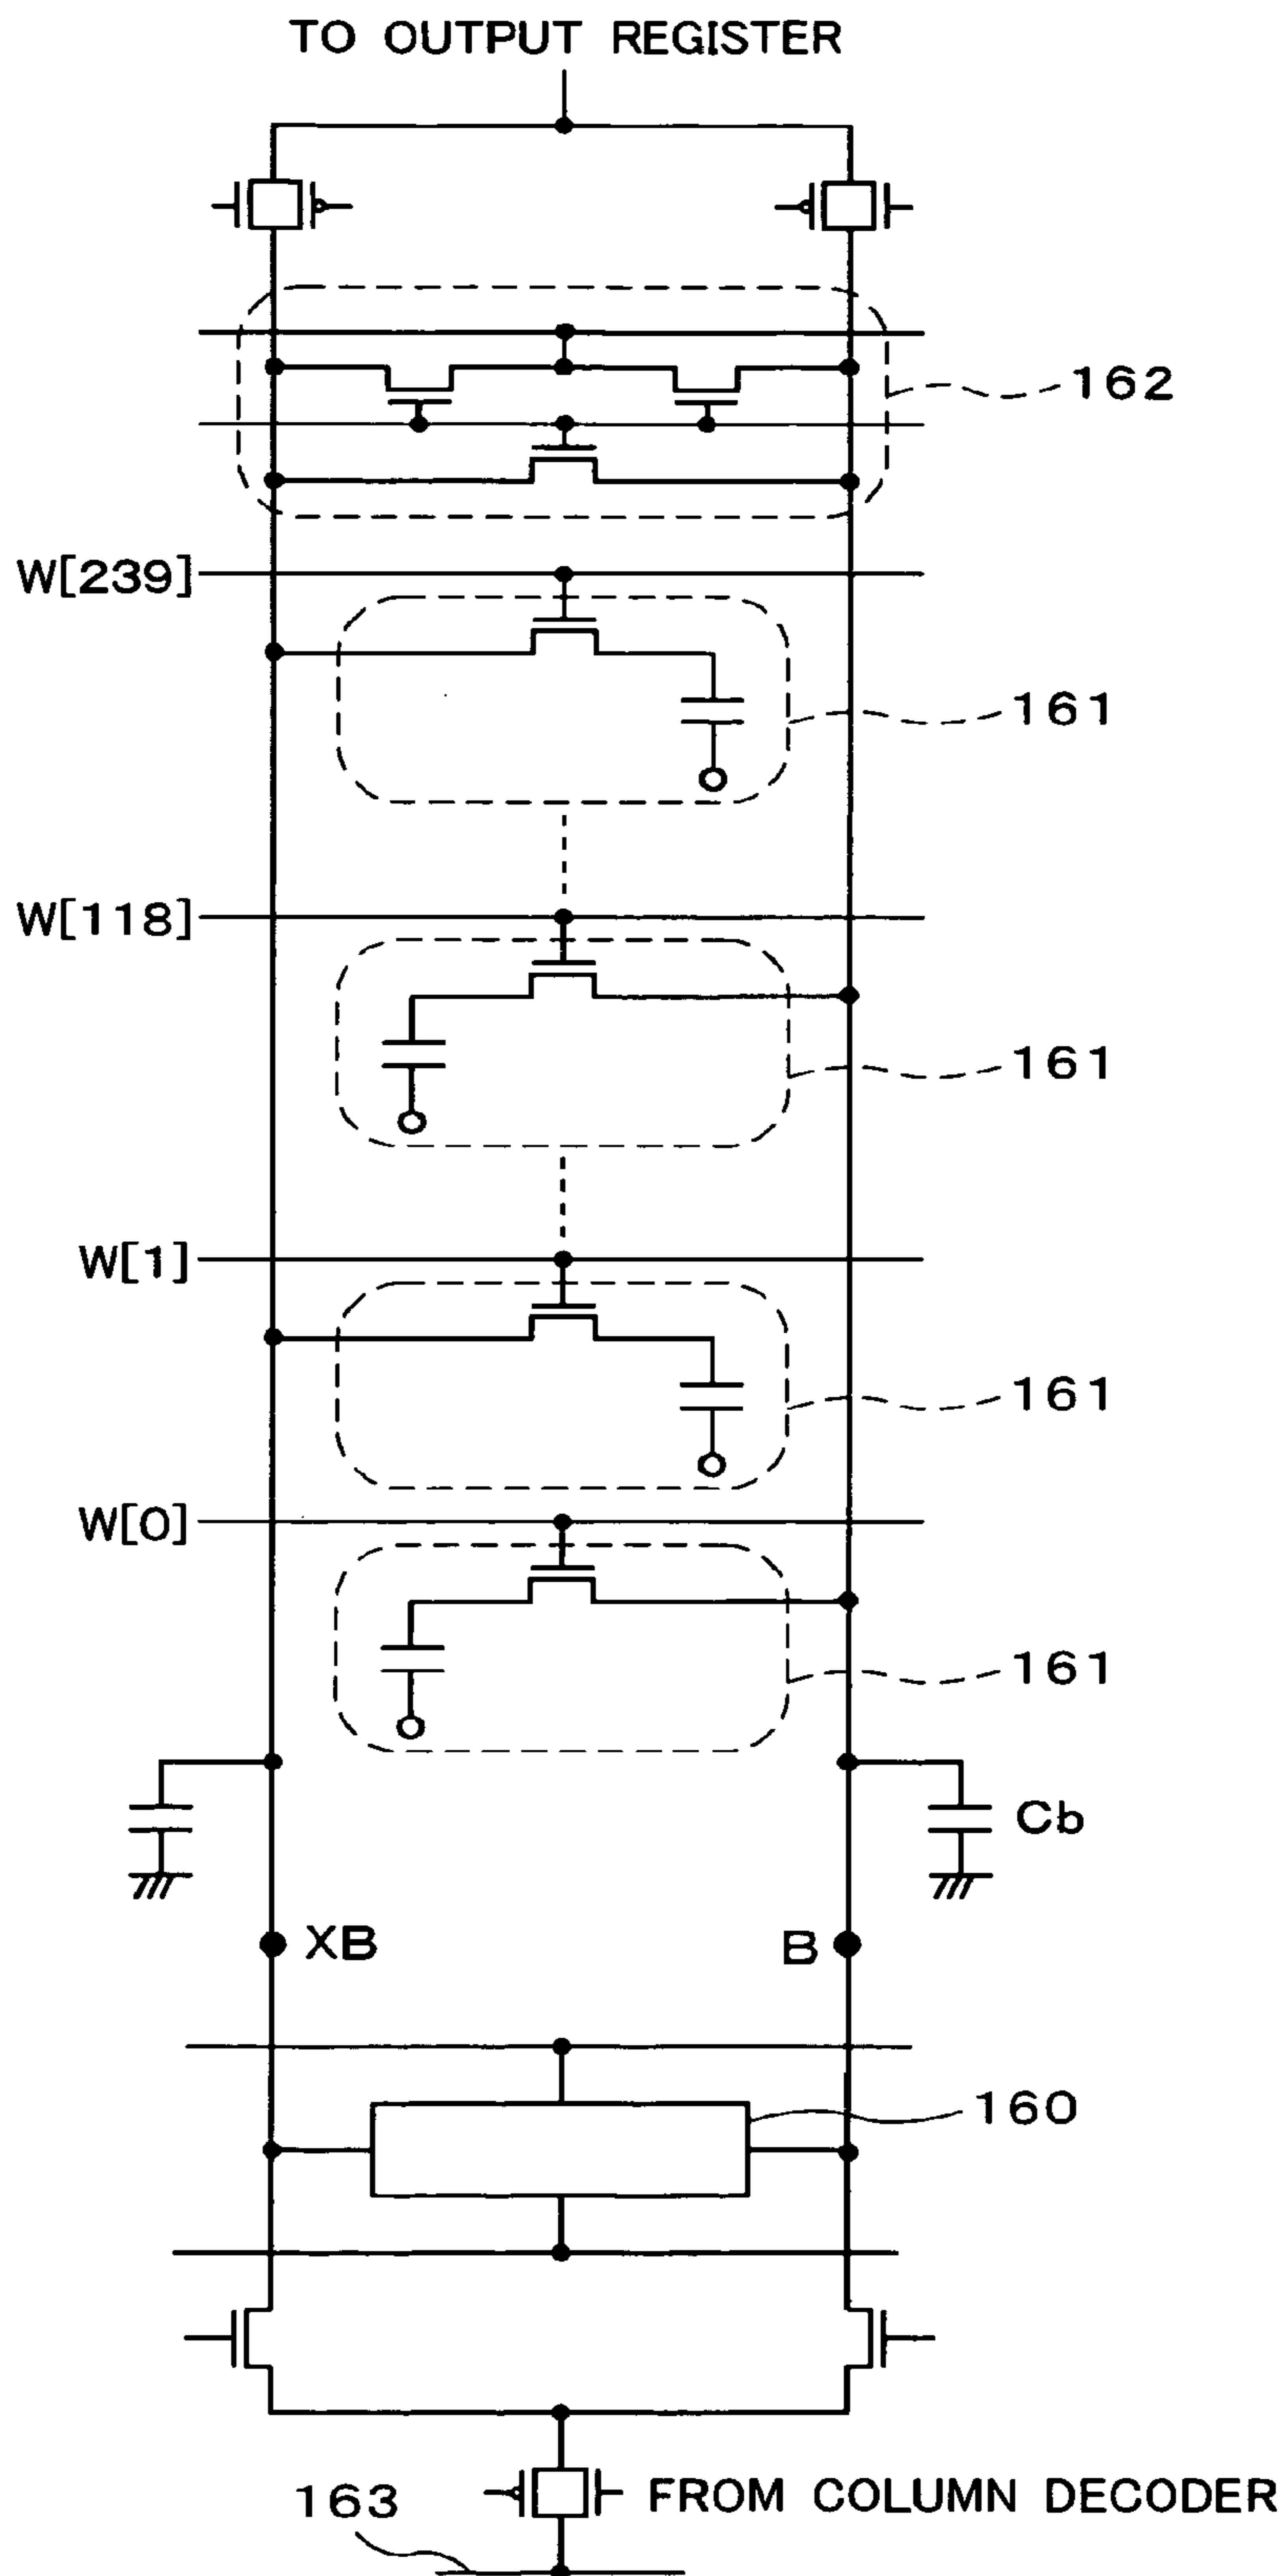 TO OUTPUT REGISTER
162
W[239]
161
W[118]
161
W[1]
161
W[0]
161
Cb
XB
B
160
163
FROM COLUMN DECODER